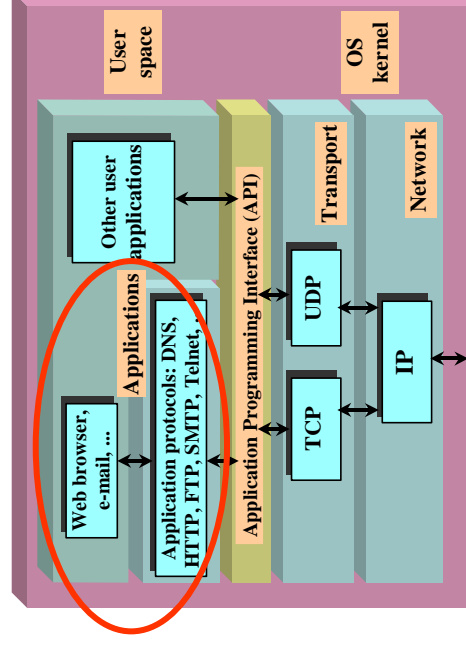 User
space
Web browser,
e-mail, ...
Other user
applications
Applications
Application protocols: DNS,
HTTP, FTP, SMTP, Telnet, ...
Application Programming Interface (API)
TCP
UDP
Transport
OS
kernel
IP
Network